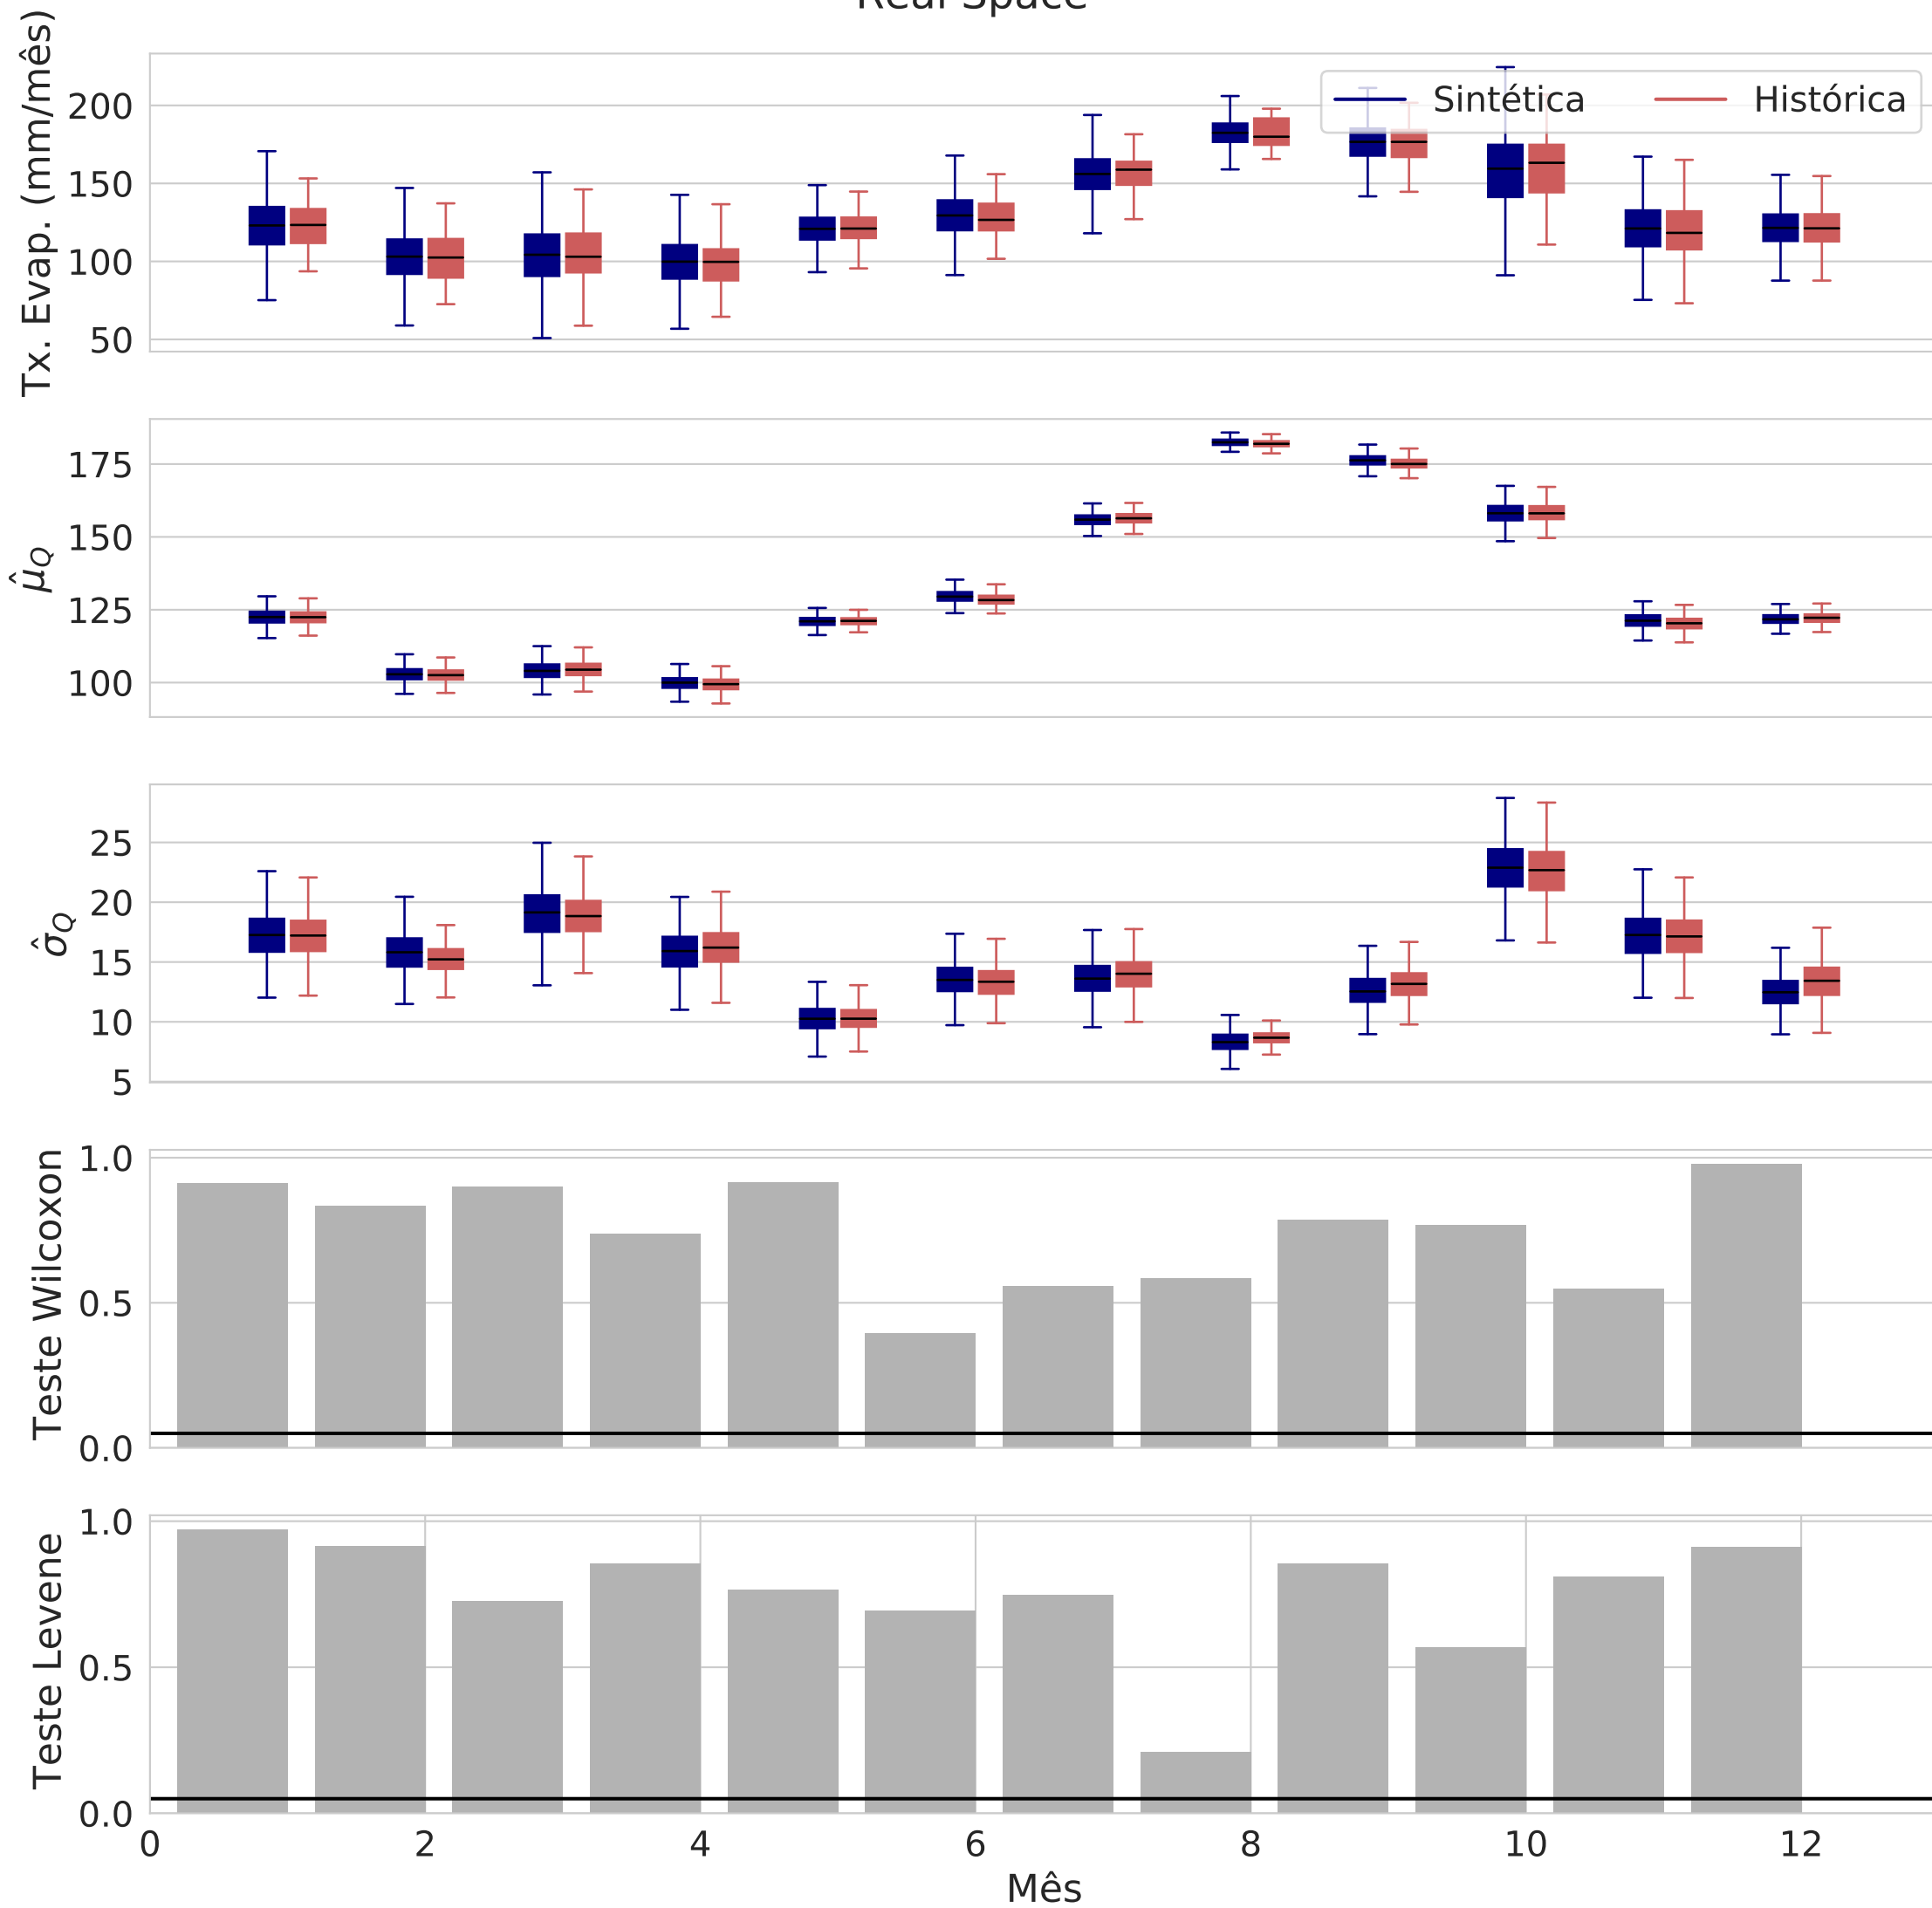 Real Space
Tx. Evap. (mm/mês)
200
150
100
50
Sintética
Histórica
μ̂Q
175
150
125
100
σ̂Q
25
20
15
10
5
Teste Wilcoxon
1.0
0.5
0.0
Teste Levene
1.0
0.5
0.0
0 2 4 6 8 10 12
Mês